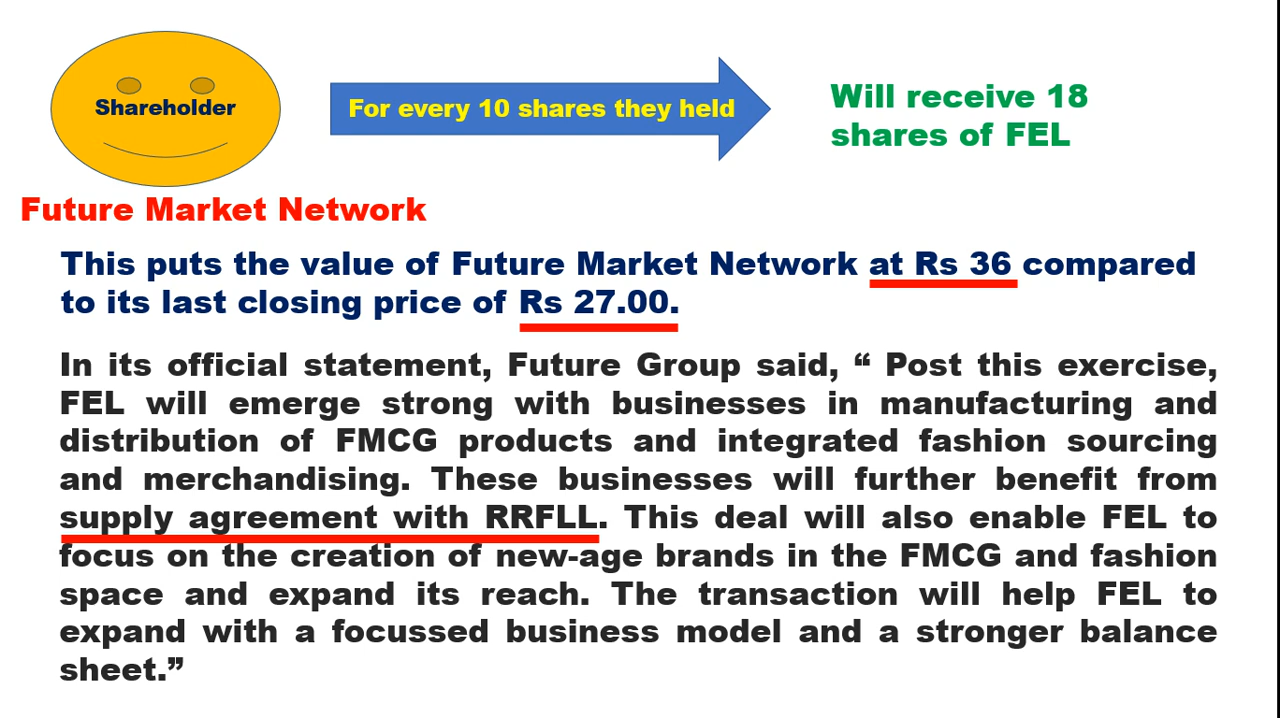 Shareholder
For every 10 shares they held
Will receive 18
shares of FEL
Future Market Network
This puts the value of Future Market Network at Rs 36 compared
to its last closing price of Rs 27.00.
In its official statement, Future Group said, “ Post this exercise,
FEL will emerge strong with businesses in manufacturing and
distribution of FMCG products and integrated fashion sourcing
and merchandising. These businesses will further benefit from
supply agreement with RRFLL. This deal will also enable FEL to
focus on the creation of new-age brands in the FMCG and fashion
space and expand its reach. The transaction will help FEL to
expand with a focussed business model and a stronger balance
sheet.”